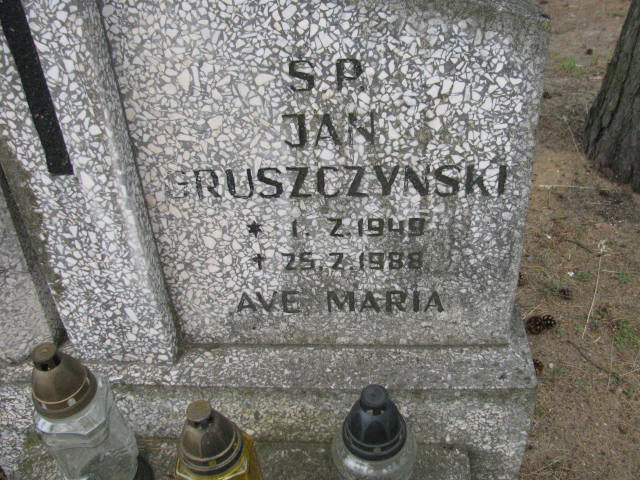 S.P.
JAN
GRUSZCZYNSKI
* 1. 2.1949
† 25.2.1988
AVE MARIA